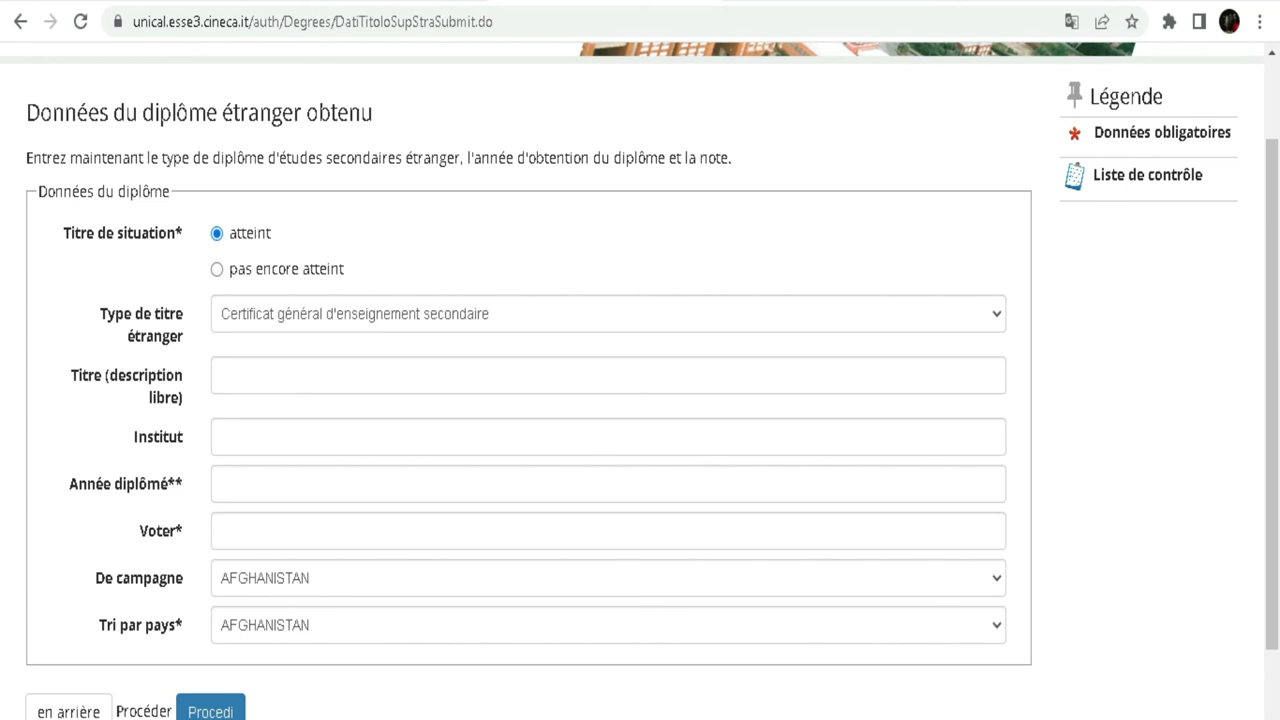 unical.esse3.cineca.it/auth/Degrees/DatiTitoloSupStraSubmit.do
Données du diplôme étranger obtenu
Entrez maintenant le type de diplôme d'études secondaires étranger, l'année d'obtention du diplôme et la note.
Données du diplôme
Titre de situation* atteint
pas encore atteint
Type de titre
étranger
Certificat général d'enseignement secondaire
Titre (description
libre)
Institut
Année diplômé**
Voter*
De campagne AFGHANISTAN
Tri par pays* AFGHANISTAN
en arrière Procéder Procedi
Légende
* Données obligatoires
Liste de contrôle